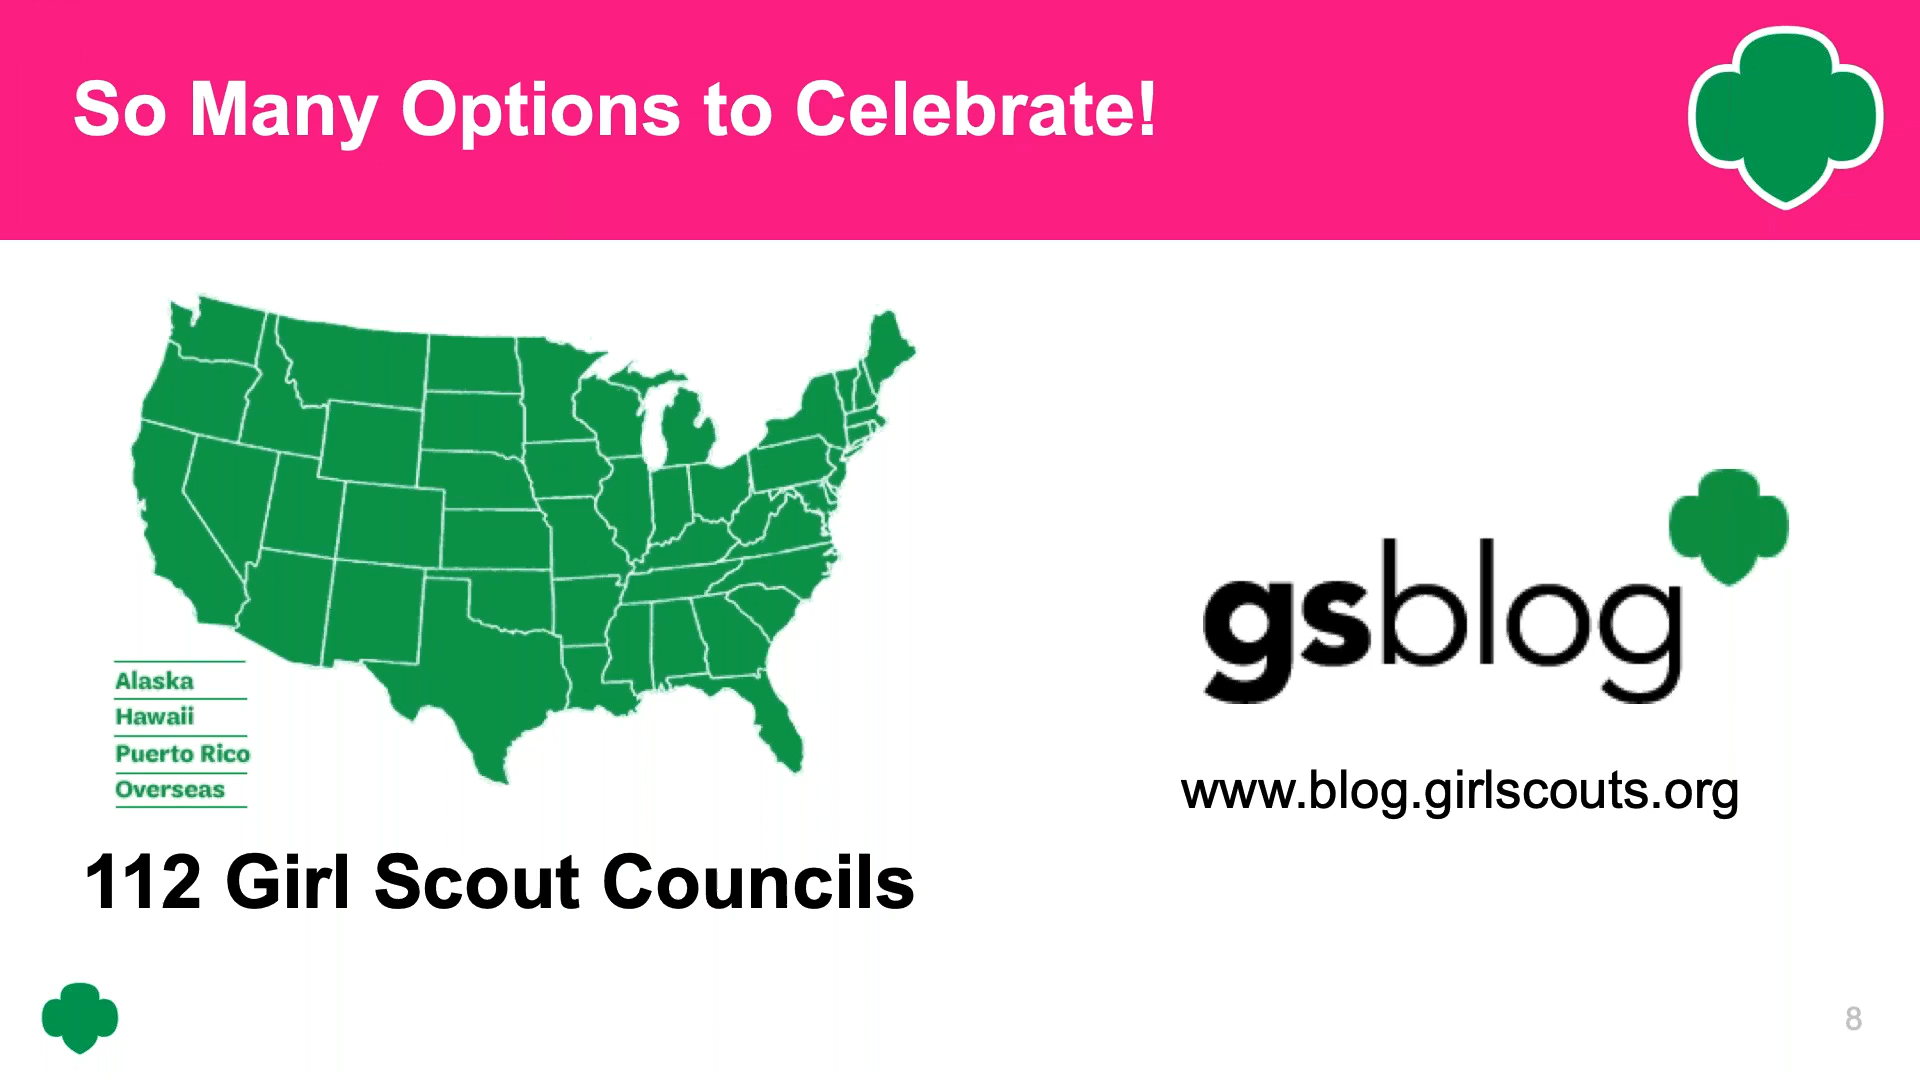 So Many Options to Celebrate!
Alaska
Hawaii
Puerto Rico
Overseas
112 Girl Scout Councils
gsblog
www.blog.girlscouts.org
8